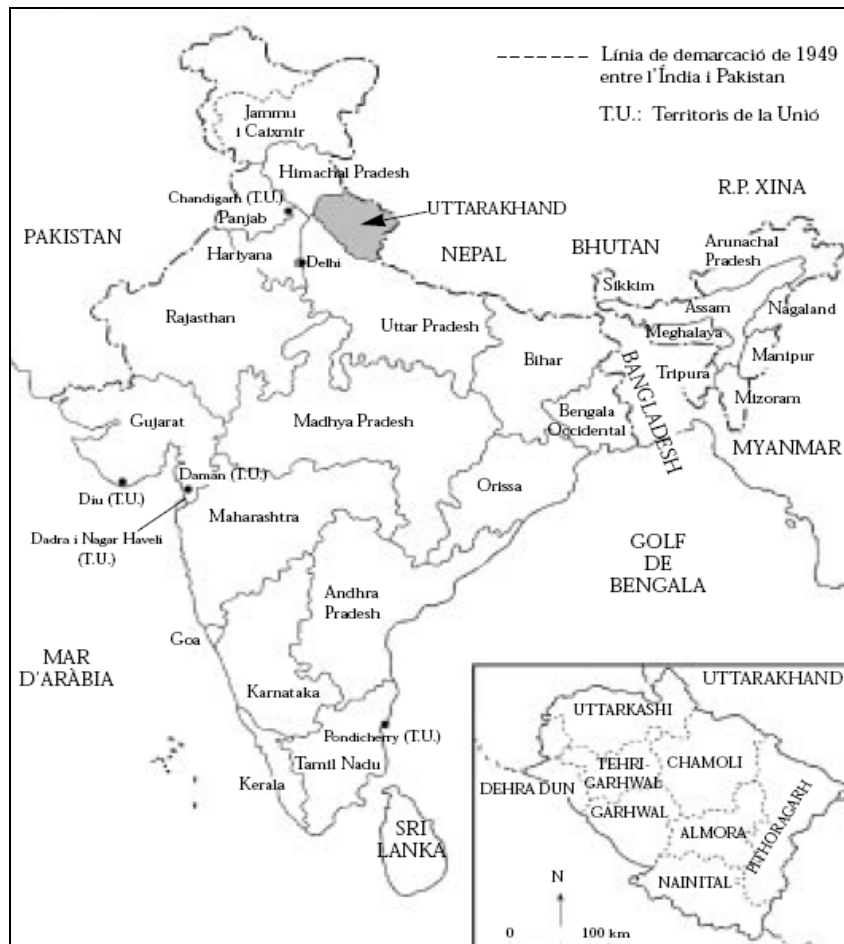 Línia de demarcació de 1949
entre l'Índia i Pakistan
T.U.: Territoris de la Unió
Jammu
i Caixmir
Himachal Pradesh
R.P. XINA
Chandigarh (T.U.)
Panjab
UTTARAKHAND
PAKISTAN
NEPAL
BHUTAN
Arunachal
Pradesh
Hariyana
Delhi
Sikkim
Assam
Nagaland
Rajasthan
Uttar Pradesh
Meghalaya
Bihar
BANGLADESH
Tripura
Manipur
Mizoram
Gujarat
Madhya Pradesh
Bengala
Occidental
MYANMAR
Daman (T.U.)
Diu (T.U.)
Orissa
Maharashtra
Dadra i Nagar Haveli
(T.U.)
GOLF
DE
BENGALA
Andhra
Pradesh
Goa
MAR
D'ARÀBIA
Karnataka
Pondicherry (T.U.)
Tamil Nadu
Kerala
SRI
LANKA
UTTARAKHAND
UTTARKASHI
TEHRI-
GARHWAL
CHAMOLI
DEHRA DUN
GARHWAL
ALMORA
PITHORAGARH
NAINITAL
N
0 100 km